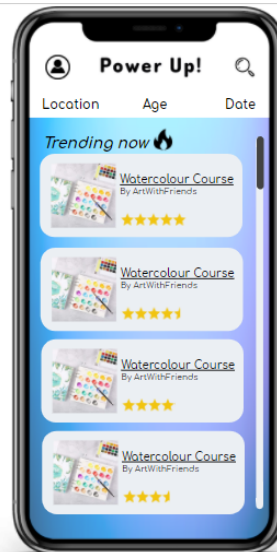 Power Up!
Location Age Date
Trending now
Watercolour Course
By ArtWithFriends
Watercolour Course
By ArtWithFriends
Watercolour Course
By ArtWithFriends
Watercolour Course
By ArtWithFriends